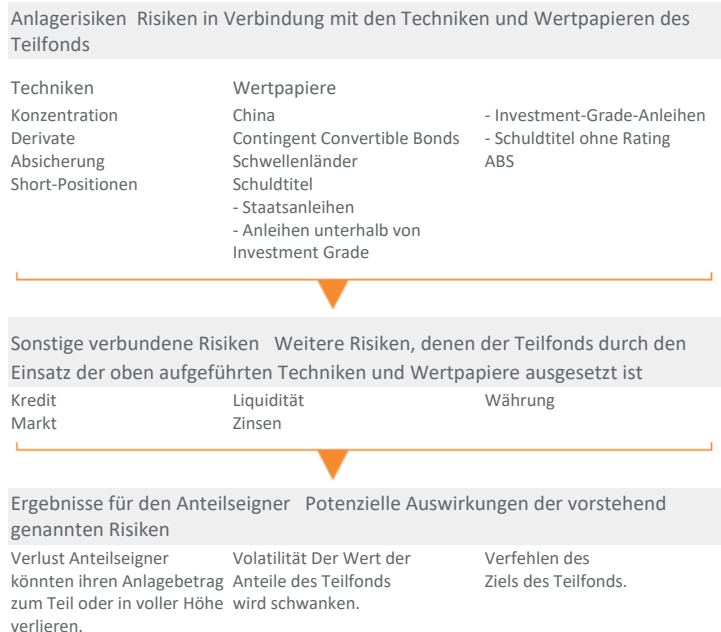 Anlagerisiken Risiken in Verbindung mit den Techniken und Wertpapieren des
Teilfonds
Techniken
Konzentration
Derivate
Absicherung
Short-Positionen
Wertpapiere
China
Contingent Convertible Bonds
Schwellenländer
Schuldtitel
- Staatsanleihen
- Anleihen unterhalb von
Investment Grade
- Investment-Grade-Anleihen
- Schuldtitel ohne Rating
ABS
Sonstige verbundene Risiken Weitere Risiken, denen der Teilfonds durch den
Einsatz der oben aufgeführten Techniken und Wertpapiere ausgesetzt ist
Kredit
Markt
Liquidität
Zinsen
Währung
Ergebnisse für den Anteilseigner Potenzielle Auswirkungen der vorstehend
genannten Risiken
Verlust Anteilseigner
könnten ihren Anlagebetrag
zum Teil oder in voller Höhe
verlieren.
Volatilität Der Wert der
Anteile des Teilfonds
wird schwanken.
Verfehlen des
Ziels des Teilfonds.